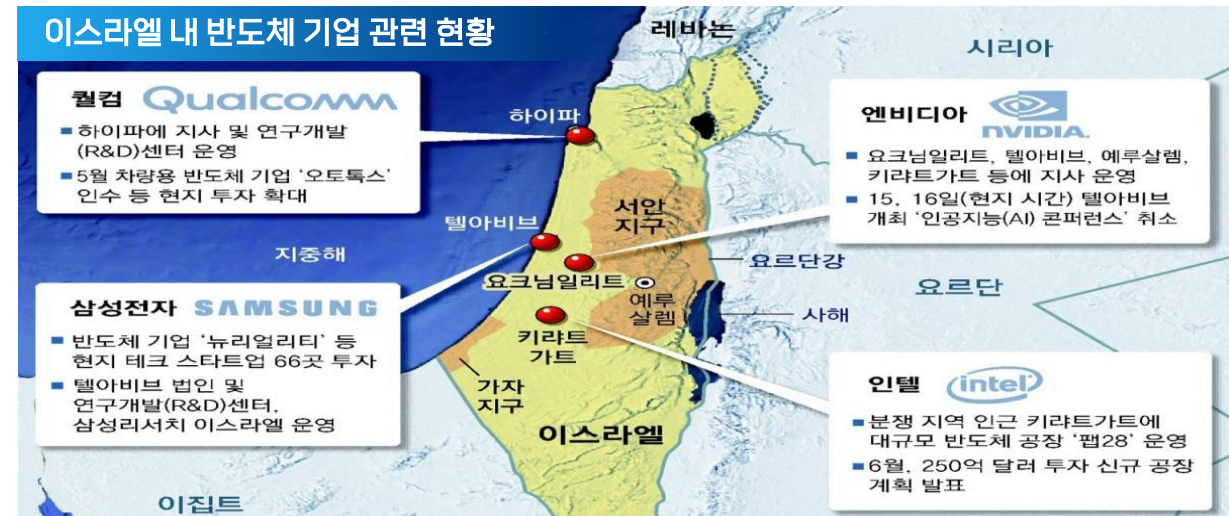 이스라엘 내 반도체 기업 관련 현황
레바논
시리아
퀄컴 Qualcomm
▪하이파에 지사 및 연구개발
(R&D)센터 운영
▪5월 차량용 반도체 기업 '오토톡스'
인수 등 현지 투자 확대
하이파
엔비디아 NVIDIA.
▪요크님일리트, 텔아비브, 예루살렘,
키랴트가트 등에 지사 운영
▪15, 16일(현지 시간) 텔아비브
개최 '인공지능(AI) 콘퍼런스' 취소
서안
지구
텔아비브
지중해
요르단강
요크님일리트
예루
살렘
요르단
사해
삼성전자 SAMSUNG
▪반도체 기업 '뉴리얼리티' 등
현지 테크 스타트업 66곳 투자
▪텔아비브 법인 및
연구개발(R&D)센터,
삼성리서치 이스라엘 운영
키랴트
가트
가자
지구
인텔 intel
▪분쟁 지역 인근 키랴트가트에
대규모 반도체 공장 '팹28' 운영
▪6월, 250억 달러 투자 신규 공장
계획 발표
이스라엘
이집트